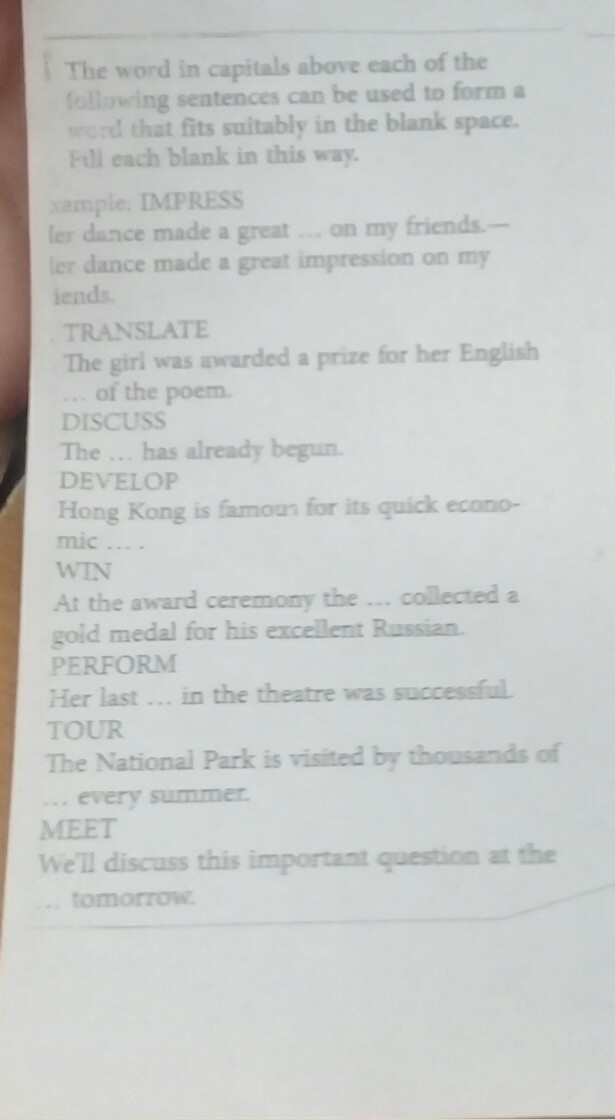 The word in capitals above each of the
following sentences can be used to form a
word that fits suitably in the blank space.
Fill each blank in this way.
xample: IMPRESS
er dance made a great ... on my friends.—
er dance made a great impression on my
iends.
TRANSLATE
The girl was awarded a prize for her English
... of the poem.
DISCUSS
The ... has already begun.
DEVELOP
Hong Kong is famous for its quick econo-
mic ... .
WIN
At the award ceremony the ... collected a
gold medal for his excellent Russian.
PERFORM
Her last ... in the theatre was successful.
TOUR
The National Park is visited by thousands of
... every summer.
MEET
We'll discuss this important question at the
... tomorrow.